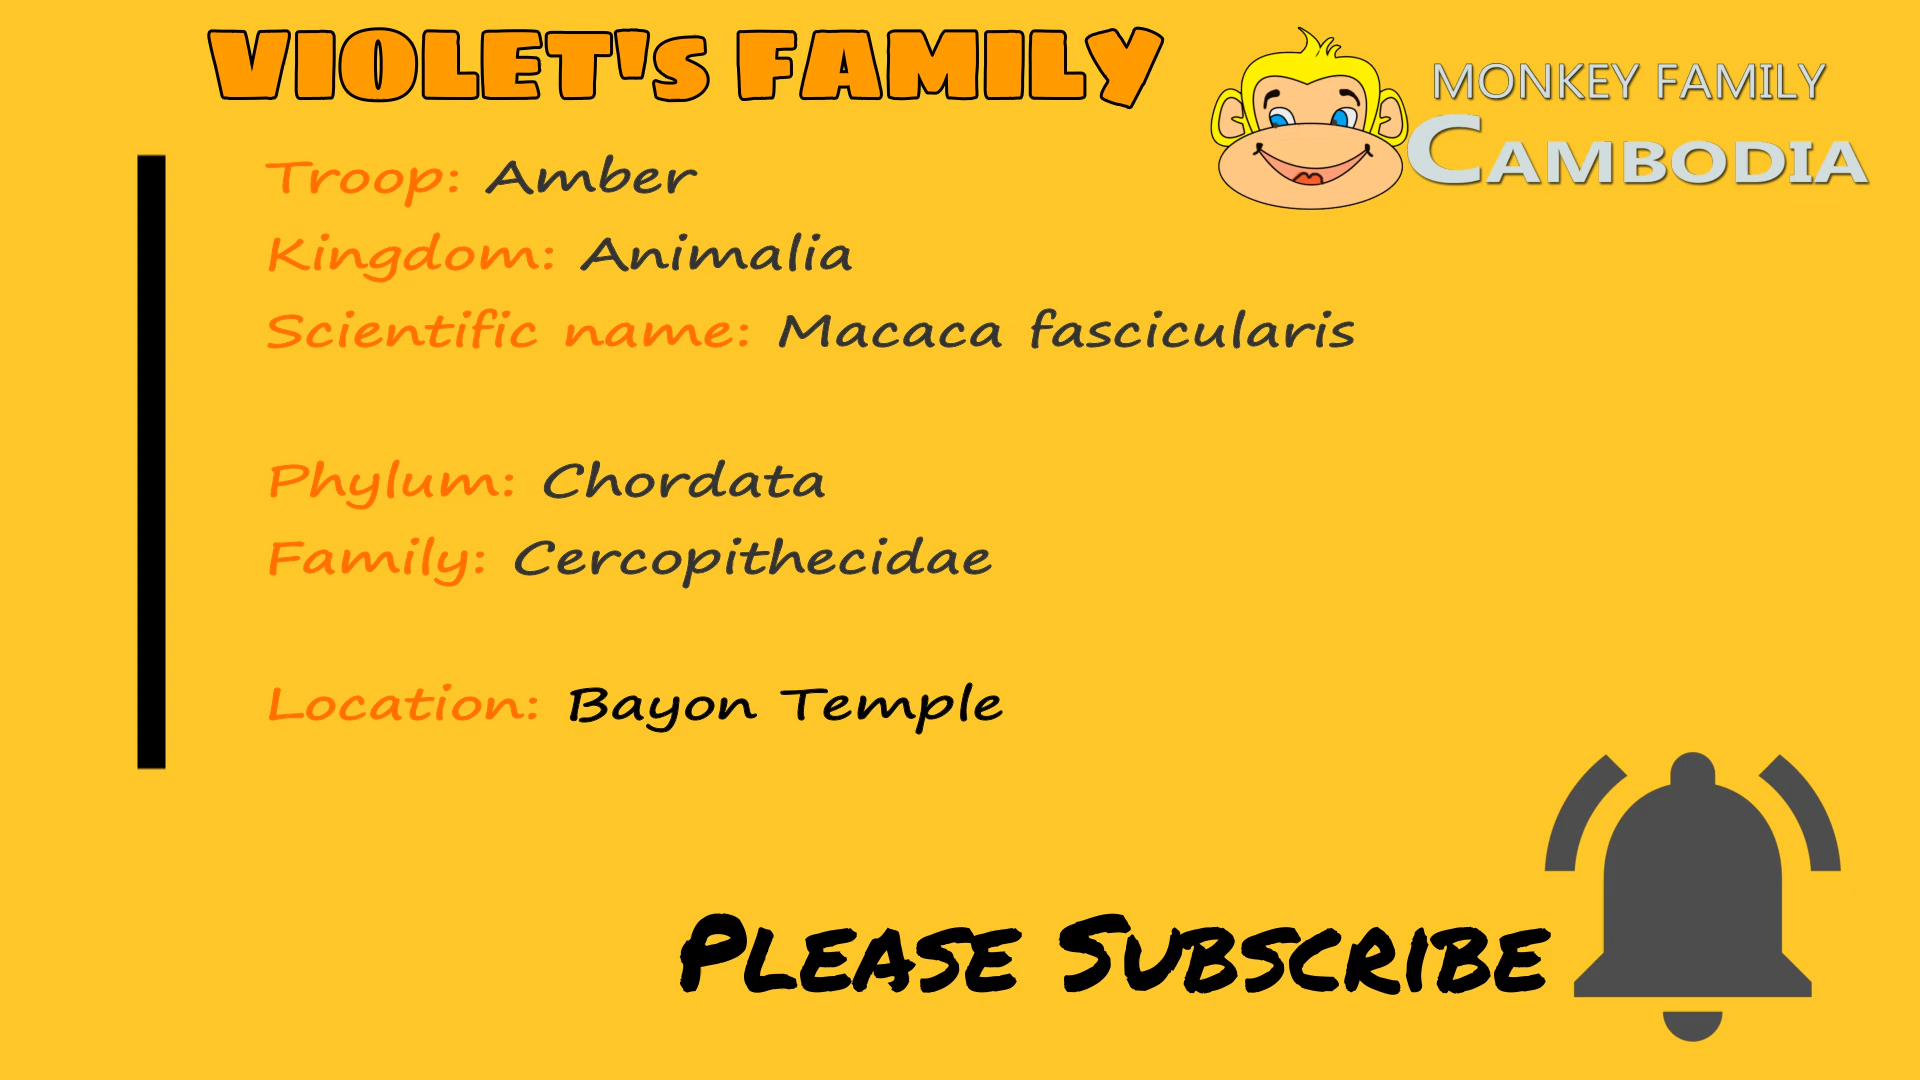 VIOLET's FAMILY
MONKEY FAMILY
CAMBODIA
Troop: Amber
Kingdom: Animalia
Scientific name: Macaca fascicularis
Phylum: Chordata
Family: Cercopithecidae
Location: Bayon Temple
PLEASE SUBSCRIBE